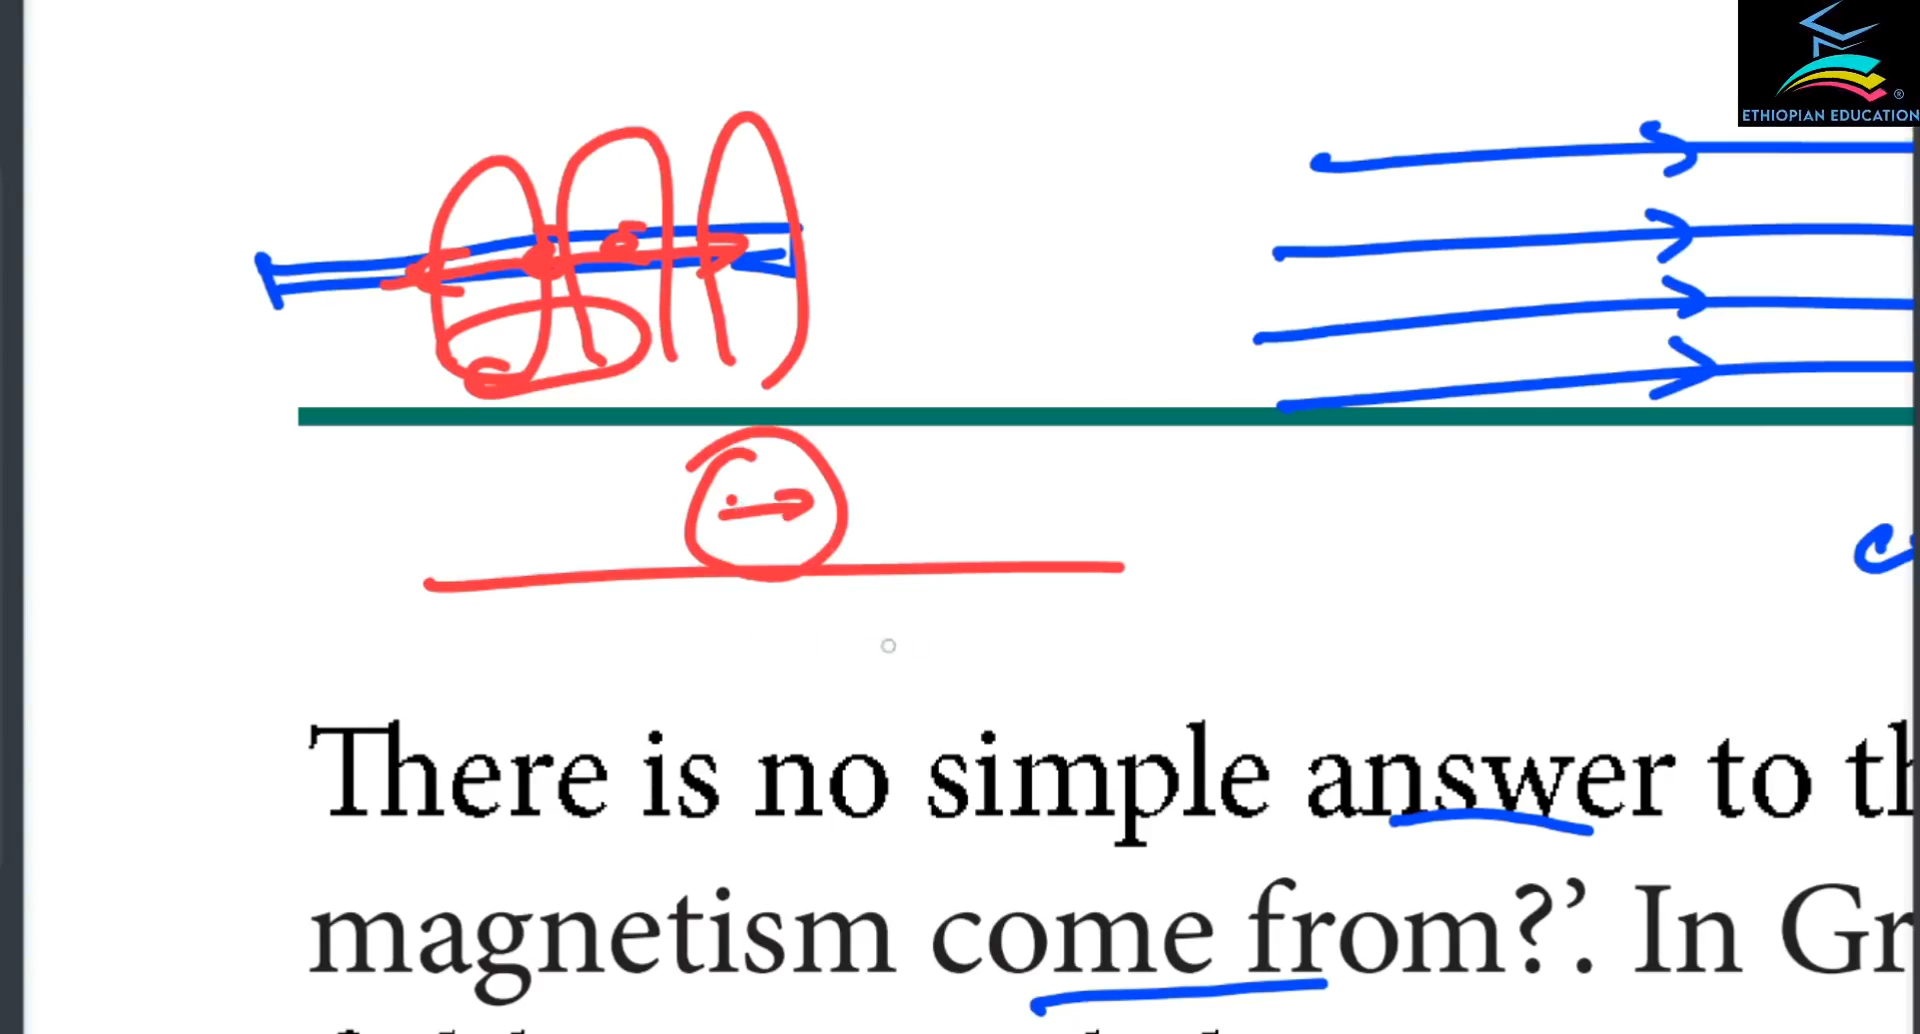 ETHIOPIAN EDUCATION
There is no simple answer to
magnetism come from?’. In